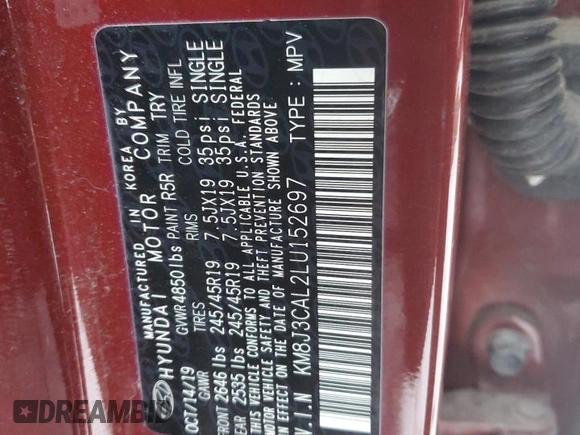 MANUFACTURED IN KOREA BY
HYUNDAI MOTOR COMPANY
OCT/14/19 GVWR 4850 lbs PAINT R5R TRIM TRY
GAWR TIRES RIMS COLD TIRE INFL
FRONT 2646 lbs 245/45R19 7.5JX19 35psi SINGLE
REAR 2535 lbs 245/45R19 7.5JX19 35psi SINGLE
THIS VEHICLE CONFORMS TO ALL APPLICABLE U.S.A. FEDERAL
MOTOR VEHICLE SAFETY AND THEFT PREVENTION STANDARDS
IN EFFECT ON THE DATE OF MANUFACTURE SHOWN ABOVE
V.I.N KM8J3CAL2LU152697 TYPE : MPV
DREAMBID